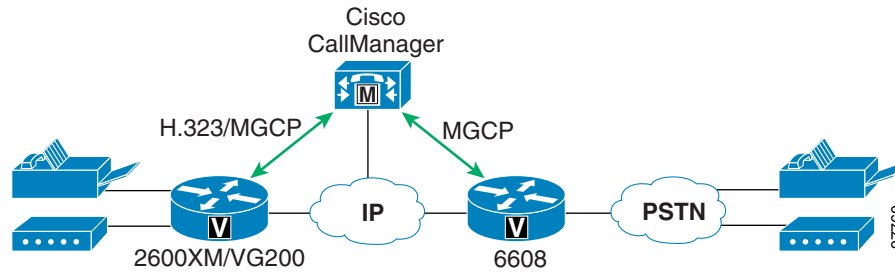 Cisco
CallManager
M
H.323/MGCP
MGCP
IP
PSTN
V
V
2600XM/VG200
6608